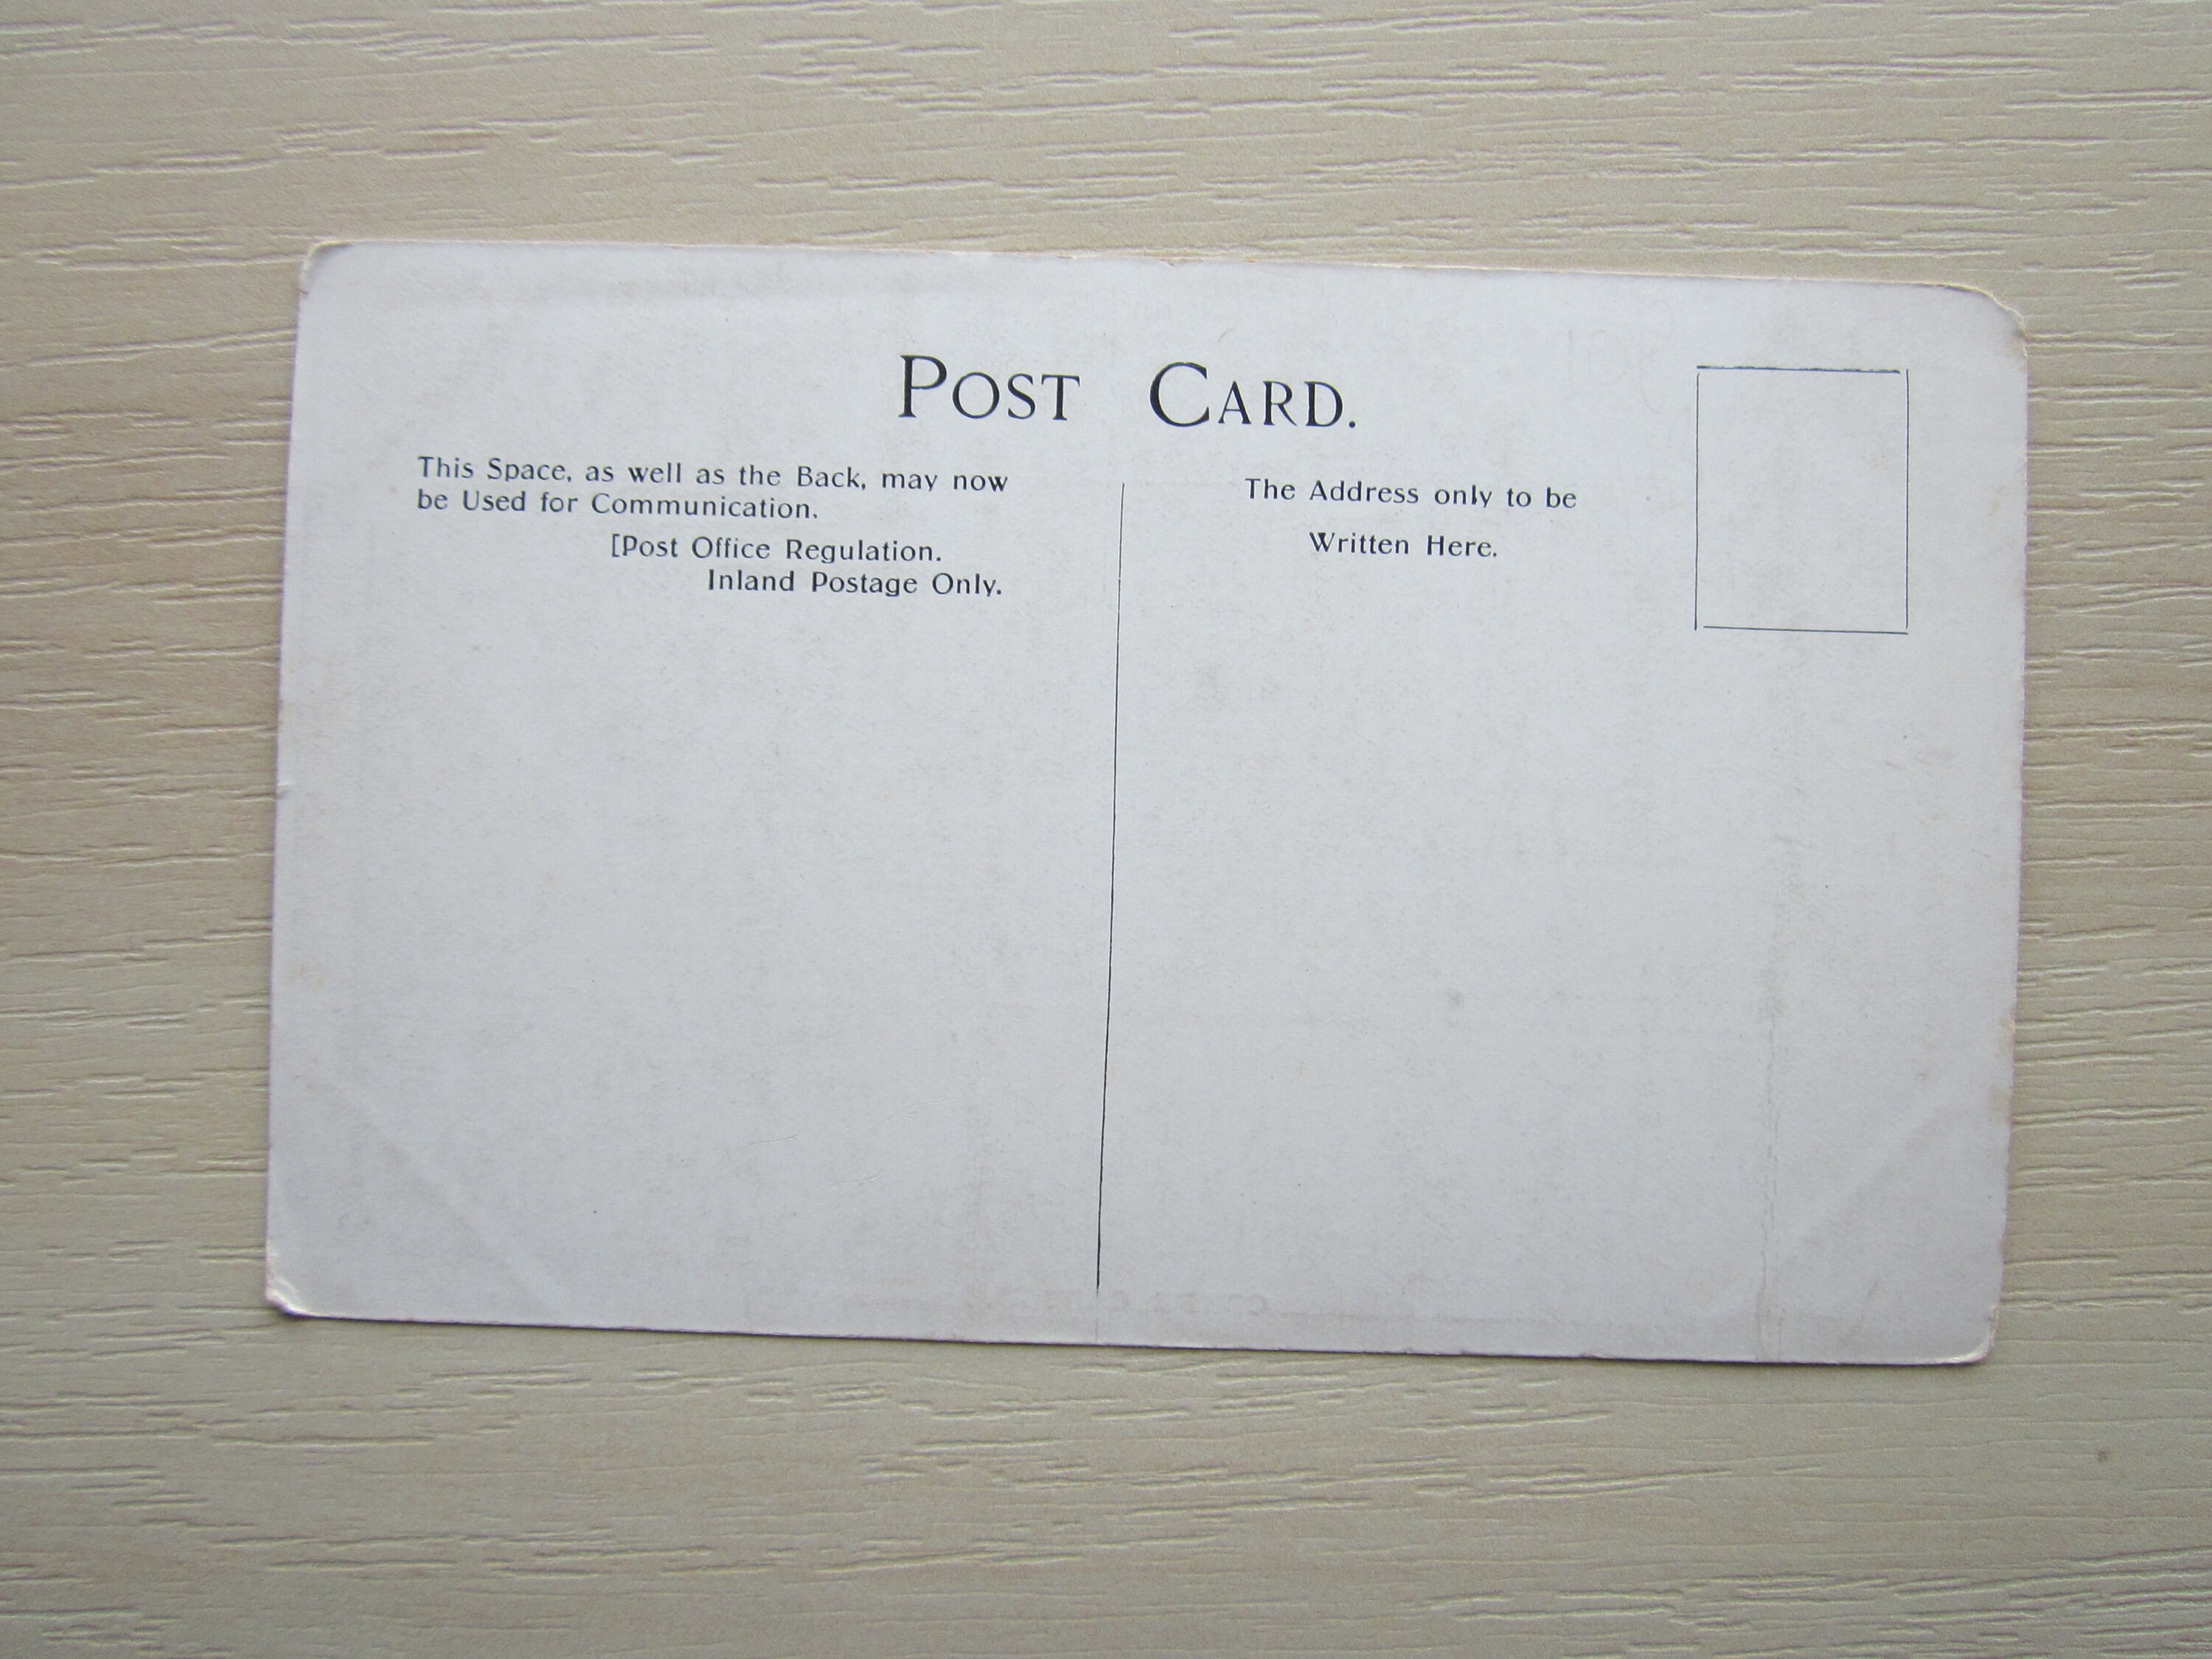 POST CARD.
This Space, as well as the Back, may now
be Used for Communication.
[Post Office Regulation.
Inland Postage Only.
The Address only to be
Written Here.